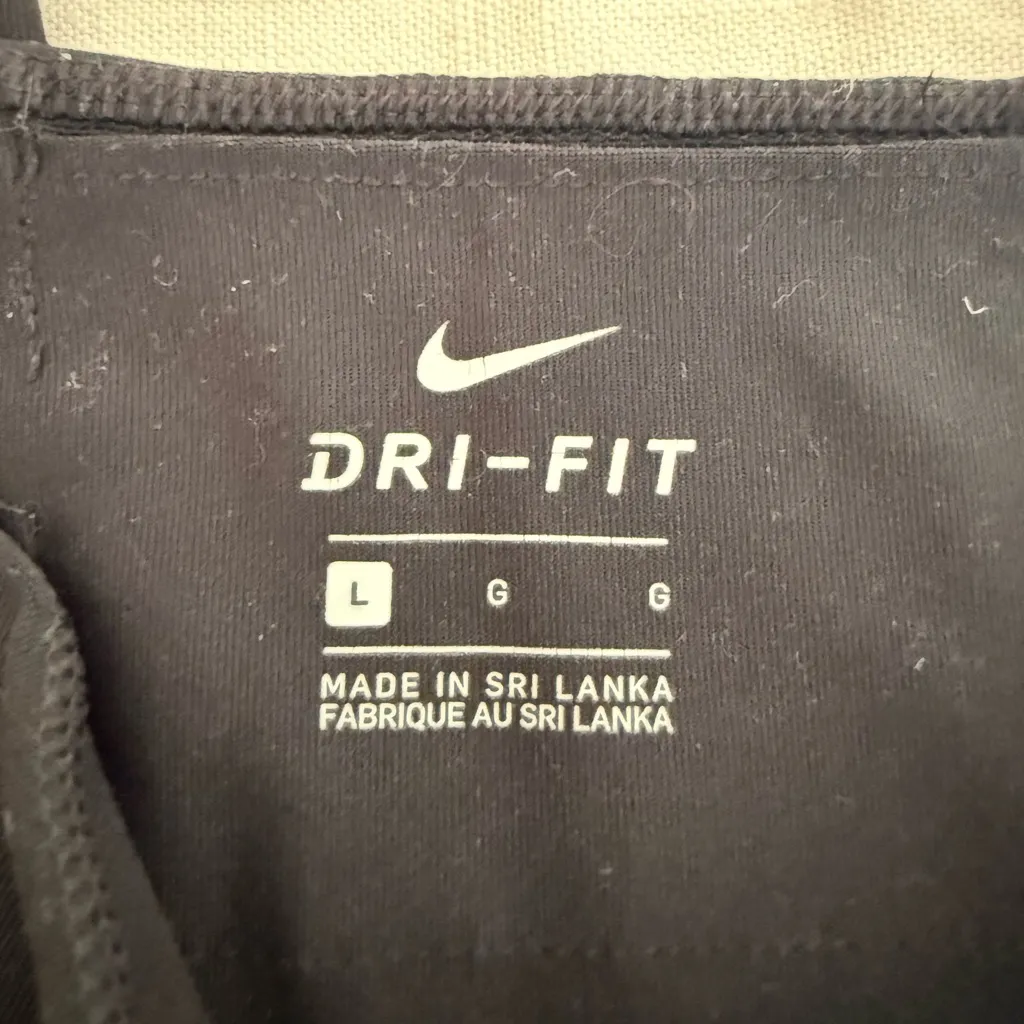 DRI-FIT
L G G
MADE IN SRI LANKA
FABRIQUE AU SRI LANKA